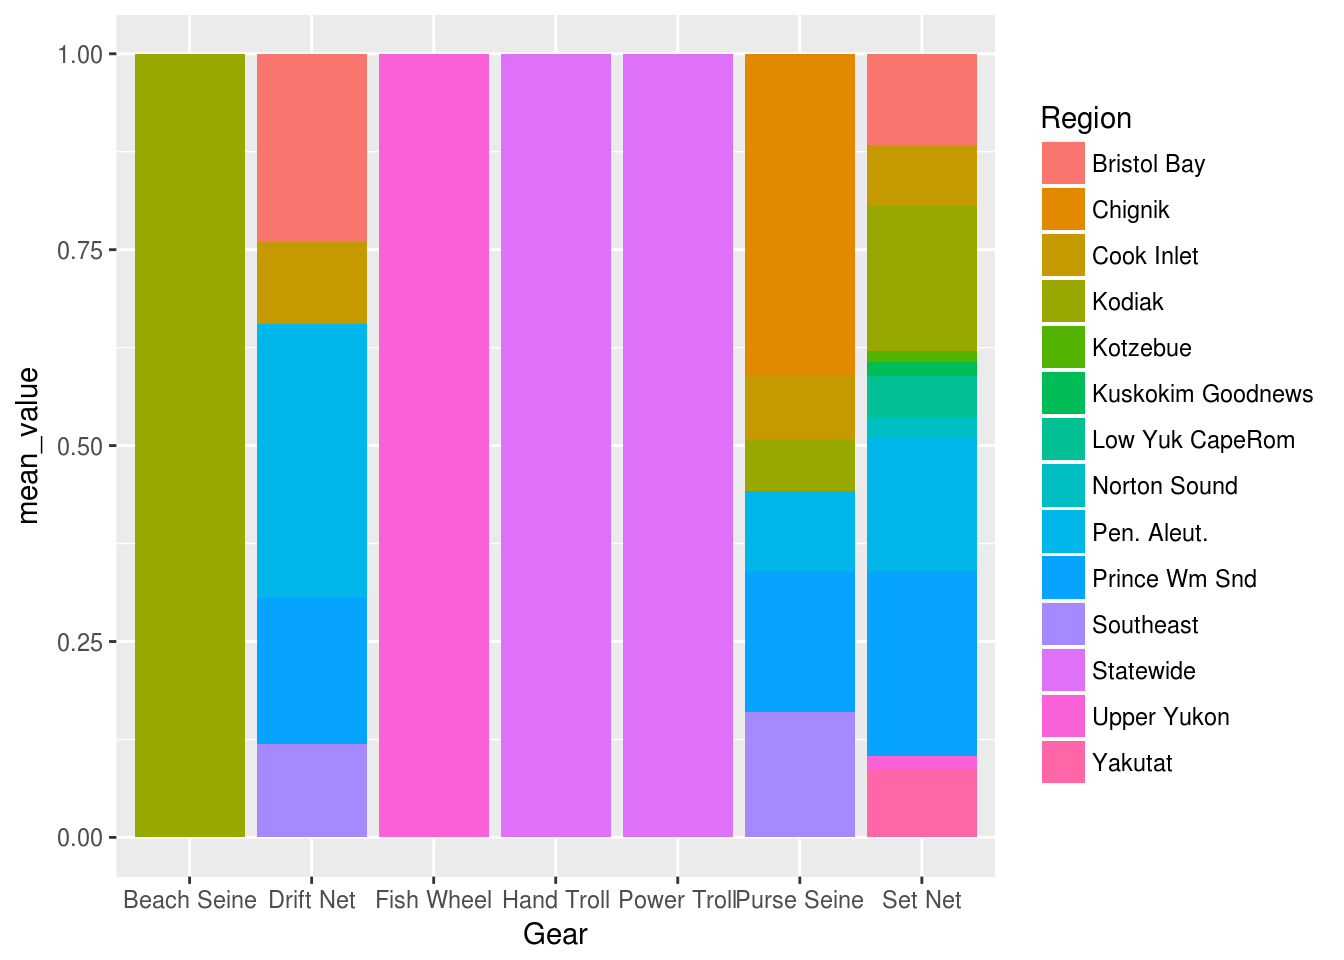 1.00
0.75
0.50
0.25
0.00
mean_value
Beach Seine Drift Net Fish Wheel Hand Troll Power Troll Purse Seine Set Net
Gear
Region
Bristol Bay
Chignik
Cook Inlet
Kodiak
Kotzebue
Kuskokim Goodnews
Low Yuk CapeRom
Norton Sound
Pen. Aleut.
Prince Wm Snd
Southeast
Statewide
Upper Yukon
Yakutat